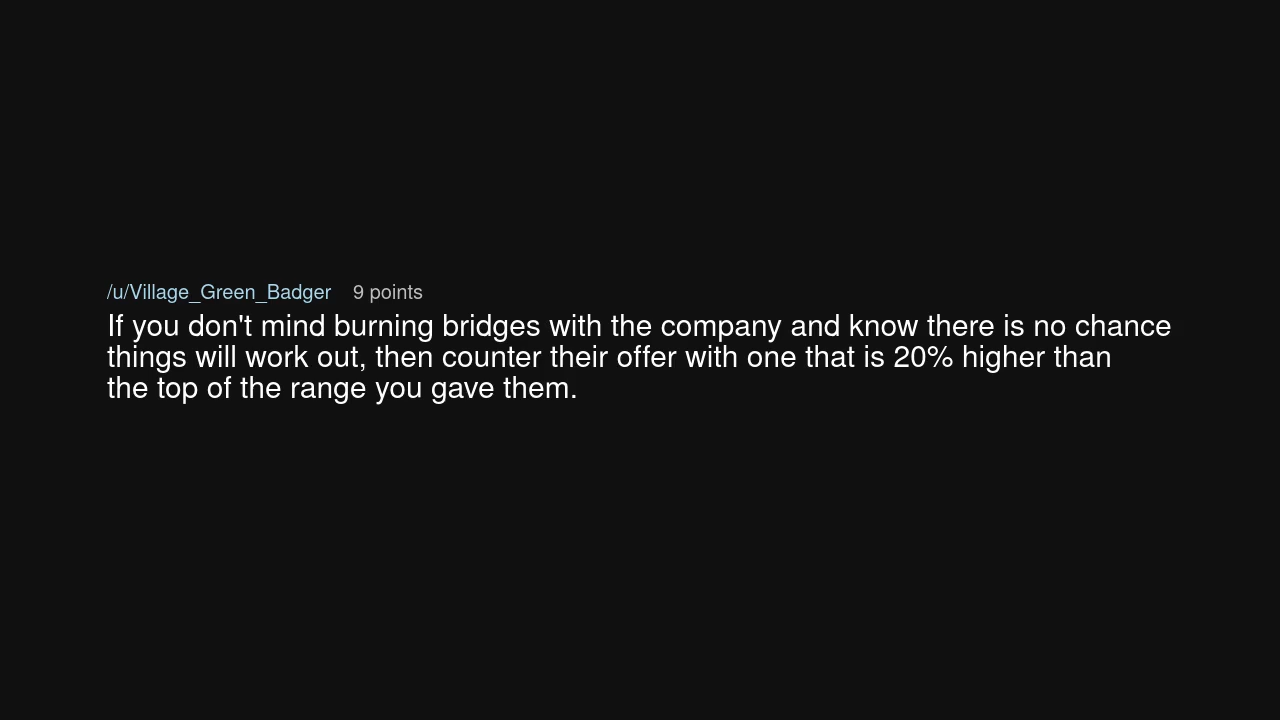 /u/Village_Green_Badger 9 points
If you don't mind burning bridges with the company and know there is no chance
things will work out, then counter their offer with one that is 20% higher than
the top of the range you gave them.